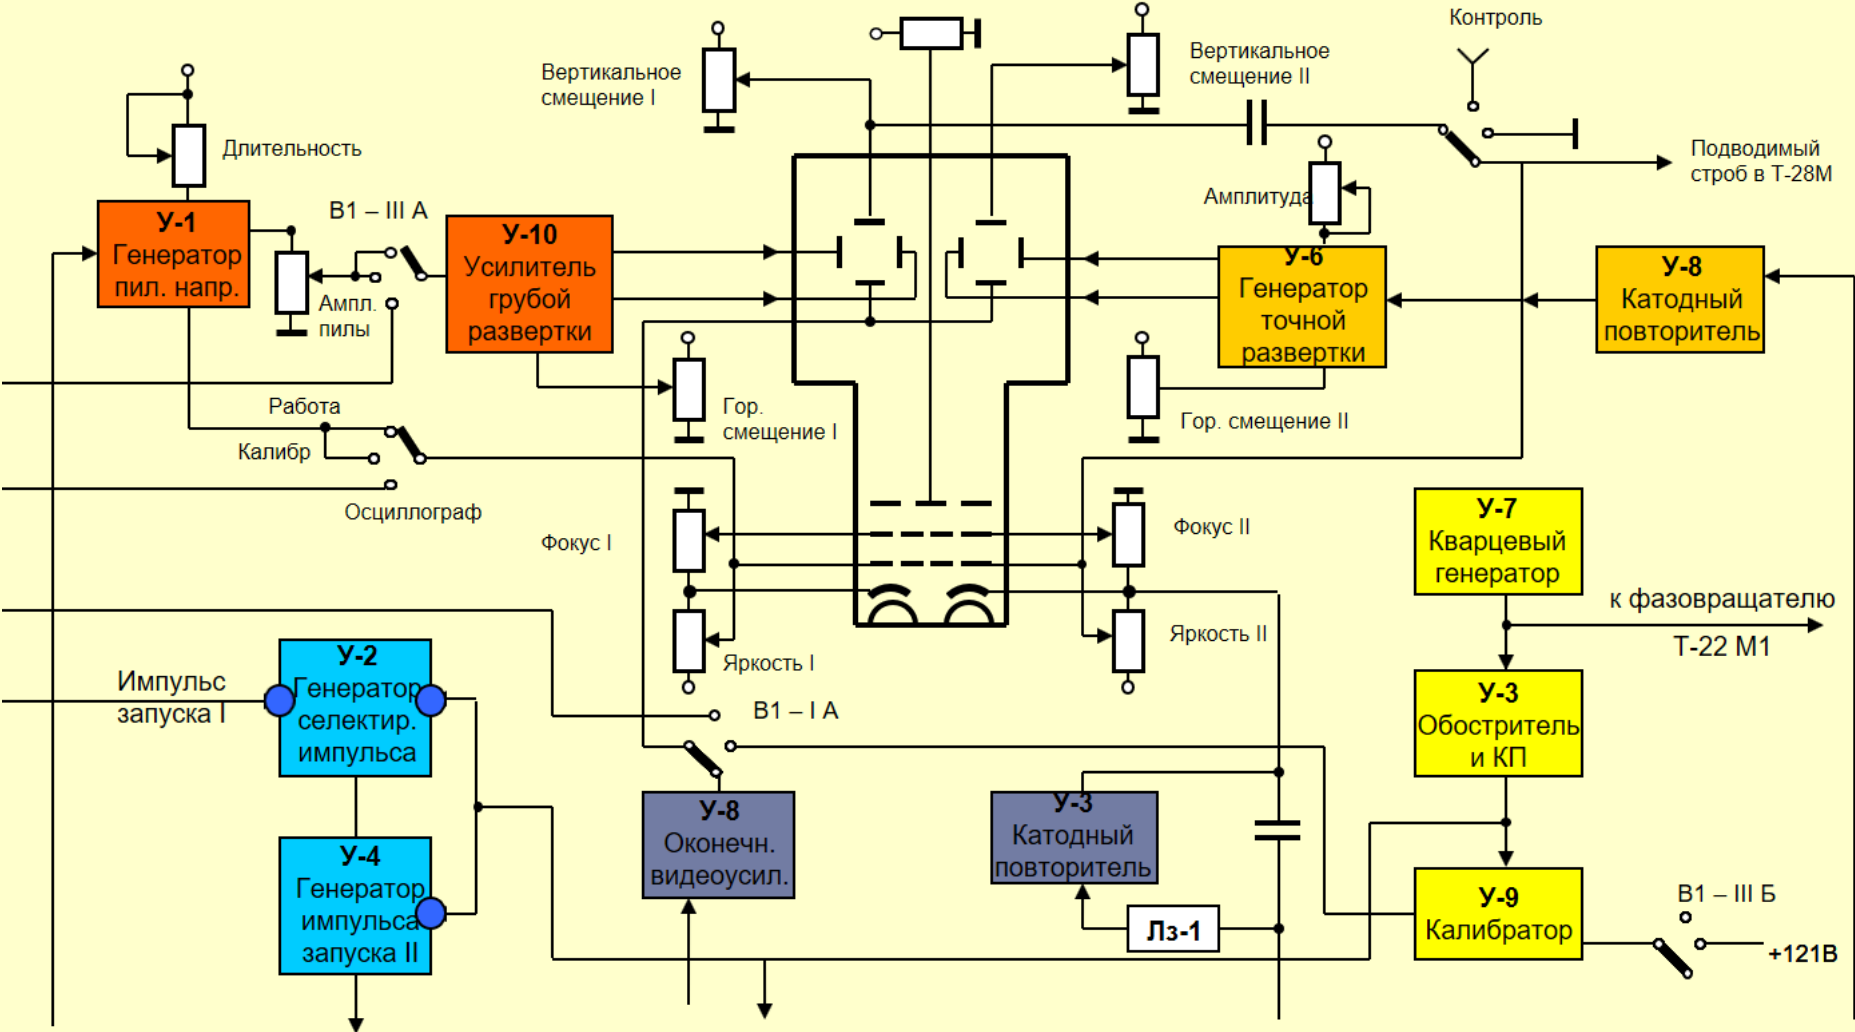 Контроль
Вертикальное
смещение I
Вертикальное
смещение II
Длительность
Подводимый
строб в Т-28М
Амплитуда
В1 – III А
У-1
Генератор
пил. напр.
У-10
Усилитель
грубой
развертки
Ампл.
пилы
У-6
Генератор
точной
развертки
У-8
Катодный
повторитель
Работа
Калибр
Осциллограф
Гор.
смещение I
Гор. смещение II
Фокус I
Фокус II
Яркость I
Яркость II
У-7
Кварцевый
генератор
к фазовращателю
Т-22 М1
У-2
Генератор
селектир.
импульса
Импульс
запуска I
В1 – I А
У-3
Обостритель
и КП
У-4
Генератор
импульса
запуска II
У-8
Оконечн.
видеоусил.
У-3
Катодный
повторитель
Лз-1
У-9
Калибратор
В1 – III Б
+121В